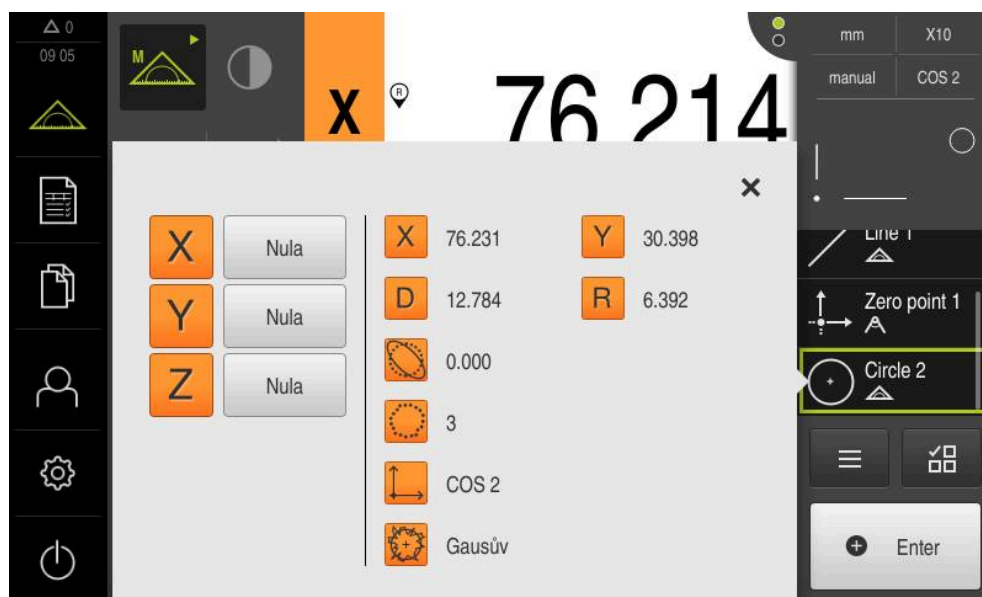 0
09 05
M
X
R
76.214
mm X10
manual COS 2
X Nula
Y Nula
Z Nula
X 76.231 Y 30.398
D 12.784 R 6.392
0.000
3
COS 2
Gausův
Line 1
Zero point 1
Circle 2
Enter